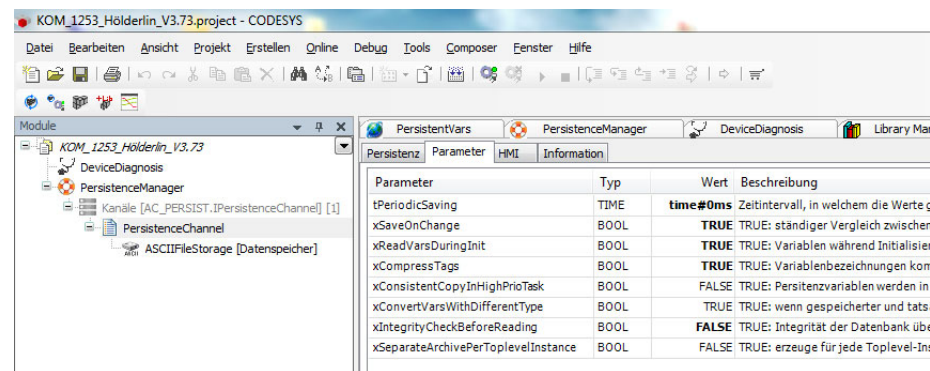 KOM_1253_Hölderlin_V3.73.project - CODESYS
Datei Bearbeiten Ansicht Projekt Erstellen Online Debug Tools Composer Fenster Hilfe
Module
PersistentVars PersistenceManager DeviceDiagnosis Library Mar
KOM_1253_Hölderlin_V3.73
Persistenz Parameter HMI Information
DeviceDiagnosis
PersistenceManager
Kanäle [AC_PERSIST.IPersistenceChannel] [1]
PersistenceChannel
ASCIIFileStorage [Datenspeicher]
Parameter Typ Wert Beschreibung
tPeriodicSaving TIME time#0ms Zeitintervall, in welchem die Werte g
xSaveOnChange BOOL TRUE TRUE: ständiger Vergleich zwischen
xReadVarsDuringInit BOOL TRUE TRUE: Variablen während Initialisier
xCompressTags BOOL TRUE TRUE: Variablenbezeichnungen kom
xConsistentCopyInHighPrioTask BOOL FALSE TRUE: Persitenzvariablen werden in
xConvertVarsWithDifferentType BOOL TRUE TRUE: wenn gespeicherter und tats
xIntegrityCheckBeforeReading BOOL FALSE TRUE: Integrität der Datenbank übe
xSeparateArchivePerToplevelInstance BOOL FALSE TRUE: erzeuge für jede Toplevel-Ins